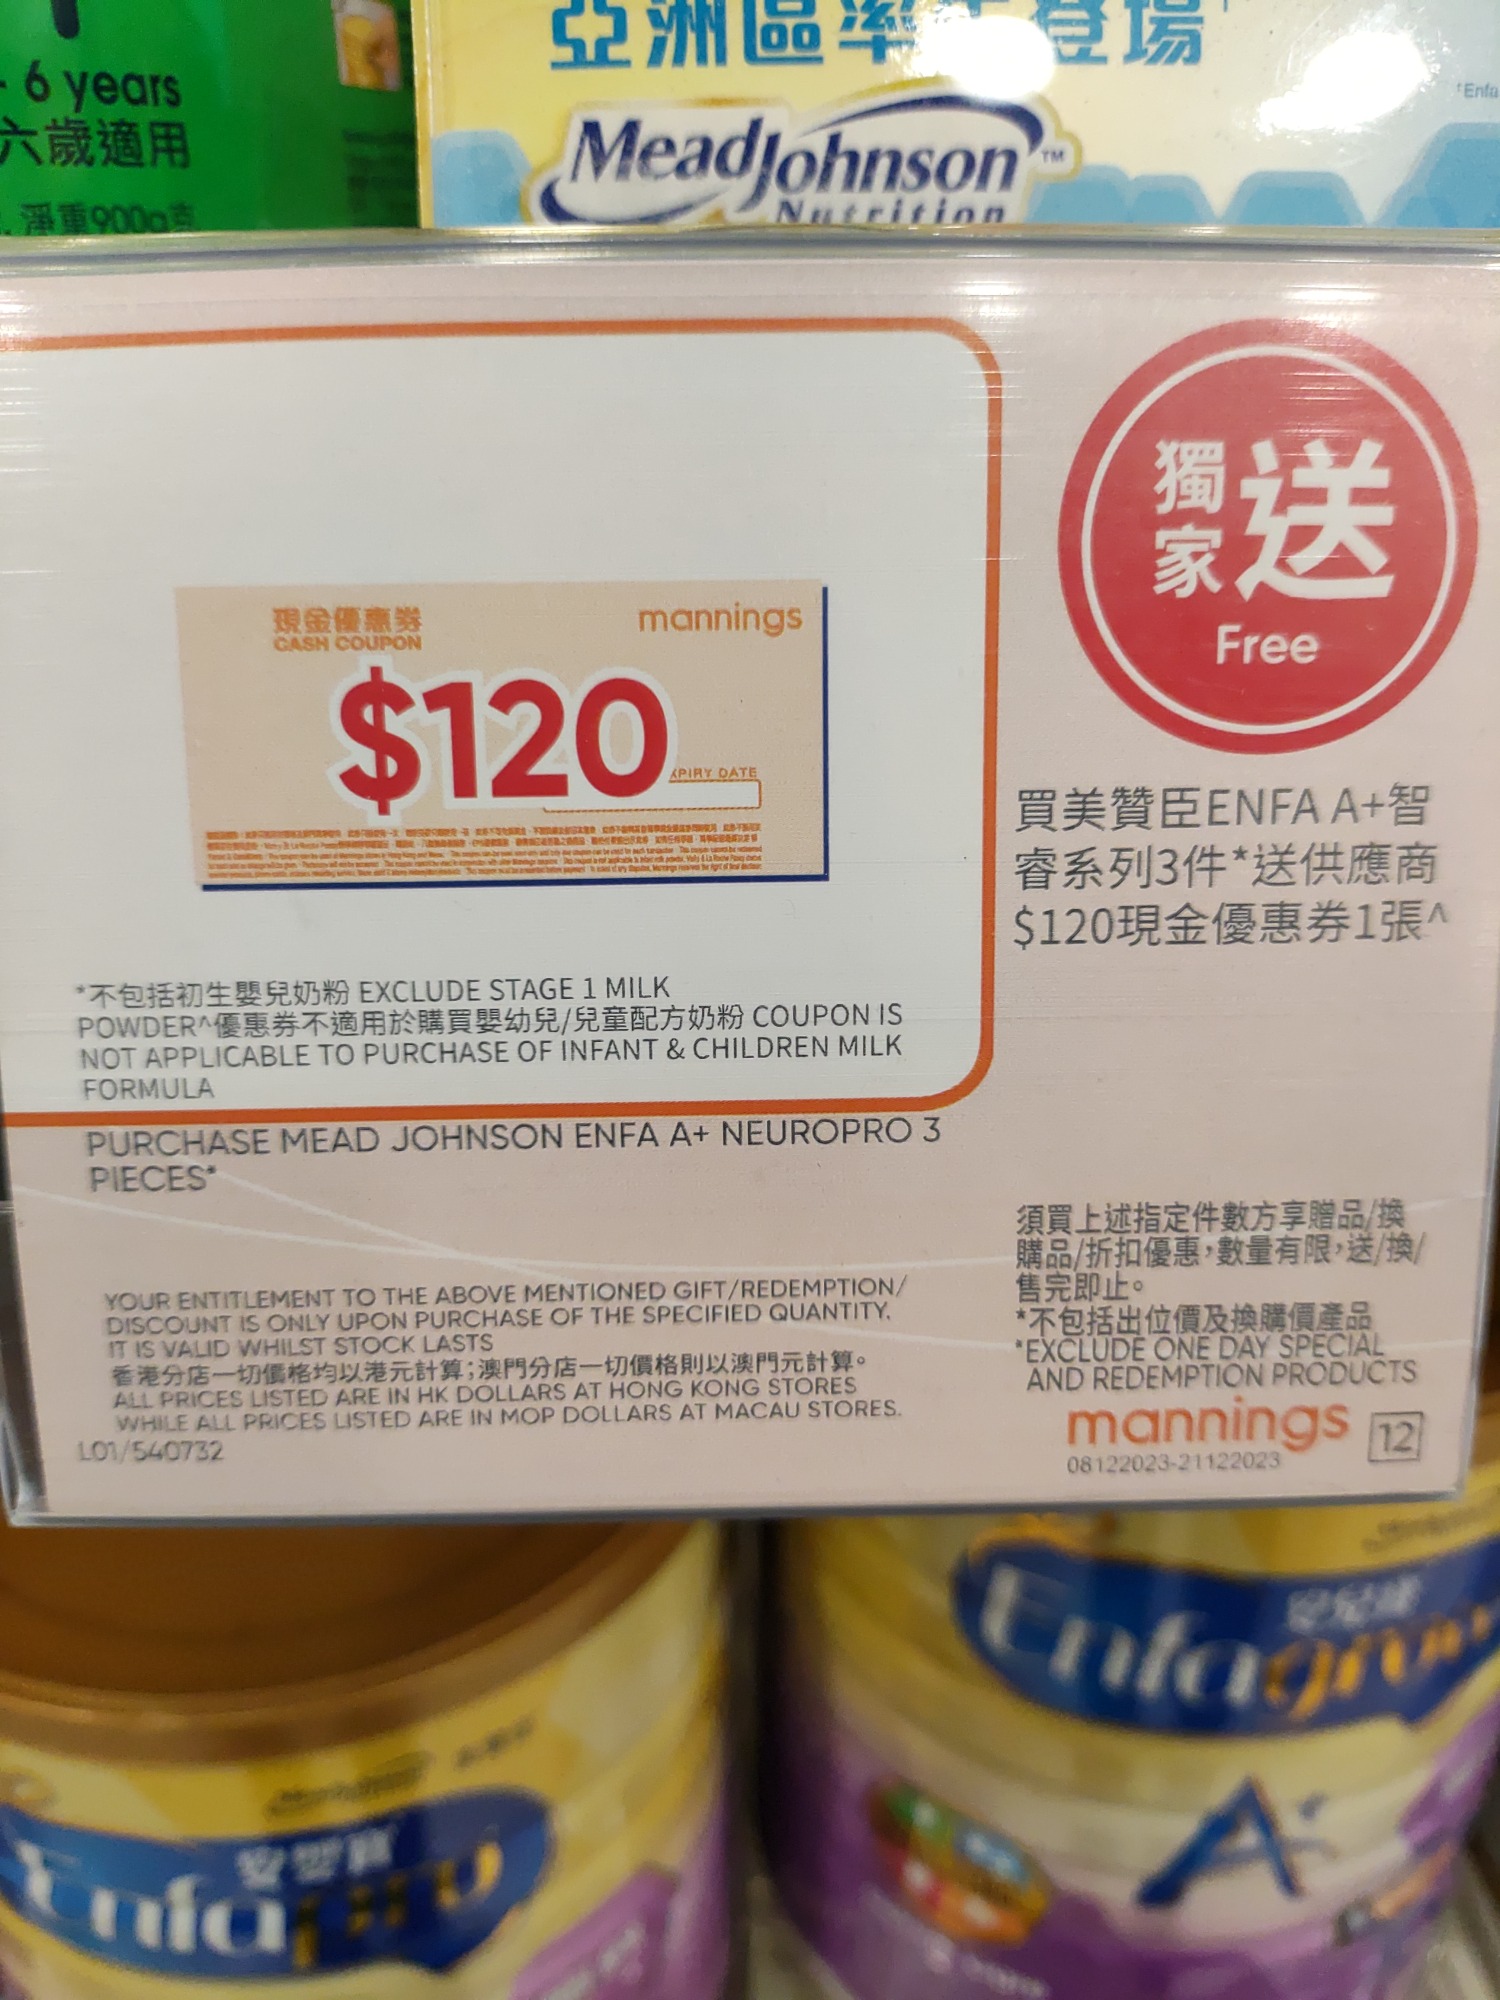 - 6 years
六歲適用
淨重900g克
亞洲區率先登場
†Enfa
MeadJohnson™
Nutrition
現金優惠券
CASH COUPON
mannings
$120
XPIRY DATE
獨家送
Free
買美贊臣ENFA A+智
睿系列3件*送供應商
$120現金優惠券1張^
*不包括初生嬰兒奶粉 EXCLUDE STAGE 1 MILK
POWDER^優惠券不適用於購買嬰幼兒/兒童配方奶粉 COUPON IS
NOT APPLICABLE TO PURCHASE OF INFANT & CHILDREN MILK
FORMULA
PURCHASE MEAD JOHNSON ENFA A+ NEUROPRO 3
PIECES*
須買上述指定件數方享贈品/換
購品/折扣優惠,數量有限,送/換/
售完即止。
*不包括出位價及換購價產品
*EXCLUDE ONE DAY SPECIAL
AND REDEMPTION PRODUCTS
YOUR ENTITLEMENT TO THE ABOVE MENTIONED GIFT/REDEMPTION/
DISCOUNT IS ONLY UPON PURCHASE OF THE SPECIFIED QUANTITY.
IT IS VALID WHILST STOCK LASTS
香港分店一切價格均以港元計算;澳門分店一切價格則以澳門元計算。
ALL PRICES LISTED ARE IN HK DOLLARS AT HONG KONG STORES
WHILE ALL PRICES LISTED ARE IN MOP DOLLARS AT MACAU STORES.
L01/540732
mannings 12
08122023-21122023
Enfagrow
A+
安嬰寶
Enfapro